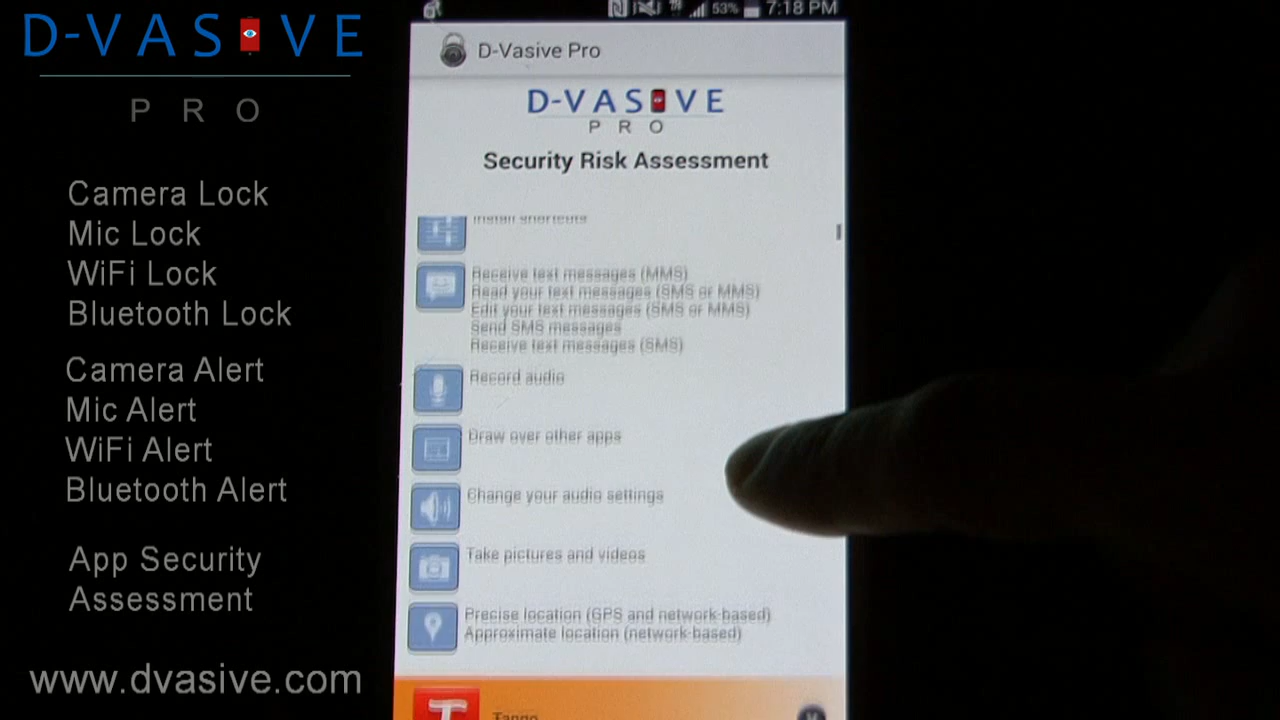 D-VASIVE
PRO
Camera Lock
Mic Lock
WiFi Lock
Bluetooth Lock
Camera Alert
Mic Alert
WiFi Alert
Bluetooth Alert
App Security
Assessment
www.dvasive.com
53% 7:18 PM
D-Vasive Pro
D-VASIVE
PRO
Security Risk Assessment
Install shortcuts
Receive text messages (MMS)
Read your text messages (SMS or MMS)
Edit your text messages (SMS or MMS)
Send SMS messages
Receive text messages (SMS)
Record audio
Draw over other apps
Change your audio settings
Take pictures and videos
Precise location (GPS and network-based)
Approximate location (network-based)
Tango